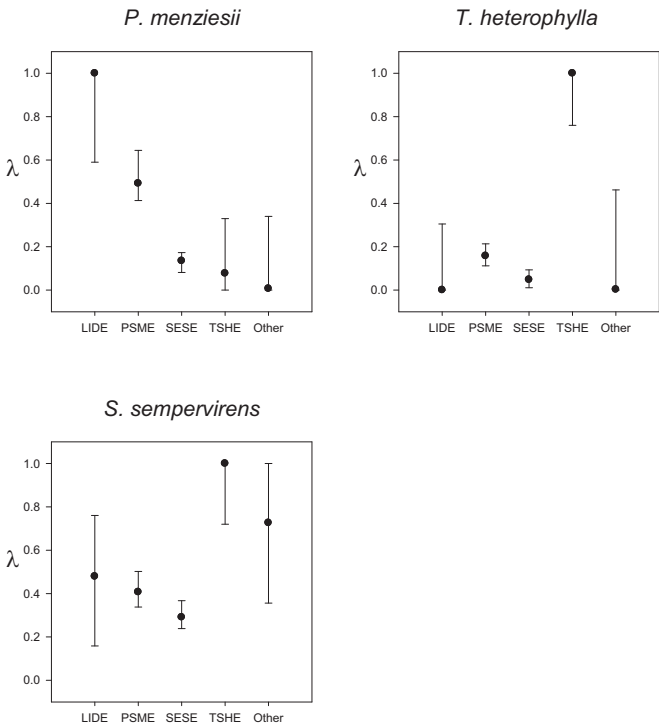 P. menziesii
T. heterophylla
λ
1.0
0.8
0.6
0.4
0.2
0.0
LIDE PSME SESE TSHE Other
λ
1.0
0.8
0.6
0.4
0.2
0.0
LIDE PSME SESE TSHE Other
S. sempervirens
λ
1.0
0.8
0.6
0.4
0.2
0.0
LIDE PSME SESE TSHE Other